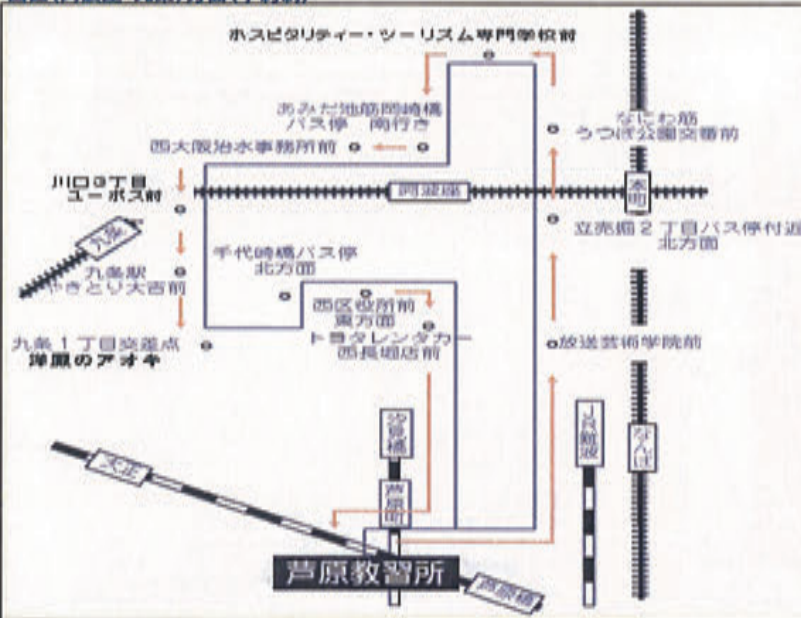 ホスピタリティー・ツーリズム専門学校前
あみだ池筋岡崎橋
バス停 南行き
西大阪治水事務所前
なにわ筋
うつぼ公園交番前
川口3丁目
ユーポス前
阿波座
本町
九条
立売堀2丁目バス停付近
北方面
千代崎橋バス停
北方面
九条駅
やきとり大吉前
西区役所前
東方面
トヨタレンタカー
西長堀店前
九条1丁目交差点
洋服のアオキ
放送芸術学院前
汐見橋
JR難波
なんば
大正
芦原町
芦原教習所
芦原橋